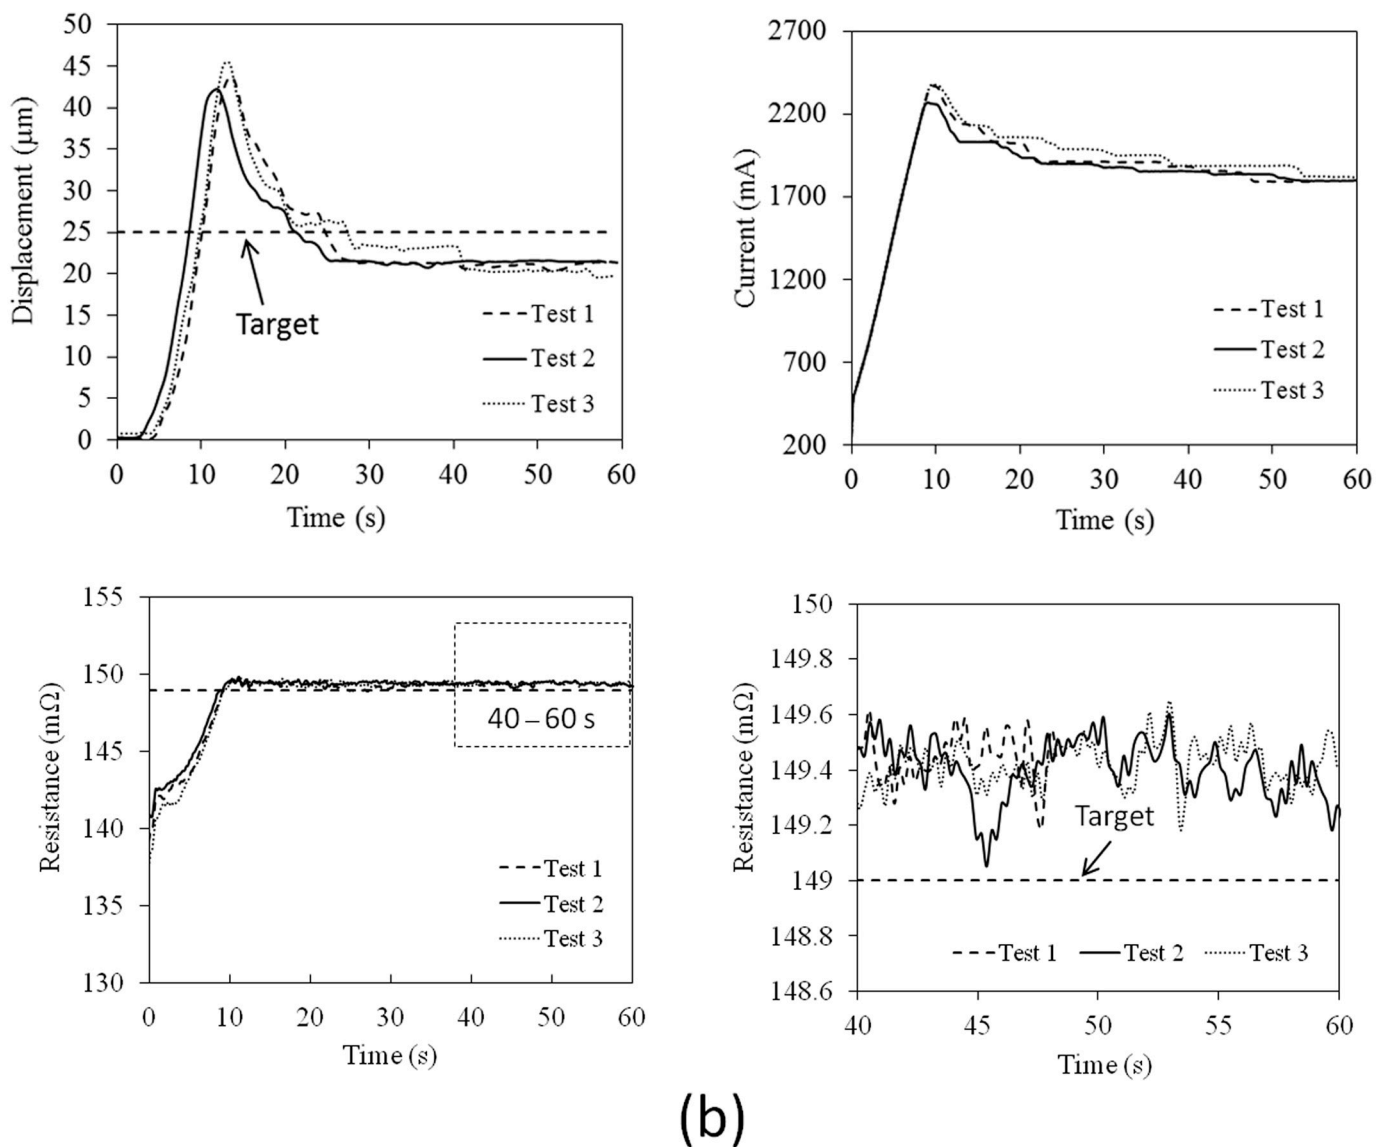 50
45
40
35
30
25
20
15
10
5
0
Displacement (µm)
Target
Test 1
Test 2
Test 3
0 10 20 30 40 50 60
Time (s)
2700
2200
1700
1200
700
200
Current (mA)
Test 1
Test 2
Test 3
0 10 20 30 40 50 60
Time (s)
155
150
145
140
135
130
Resistance (mΩ)
40 – 60 s
Test 1
Test 2
Test 3
0 10 20 30 40 50 60
Time (s)
150
149.8
149.6
149.4
149.2
149
148.8
148.6
Resistance (mΩ)
Target
Test 1 Test 2 Test 3
40 45 50 55 60
Time (s)
(b)